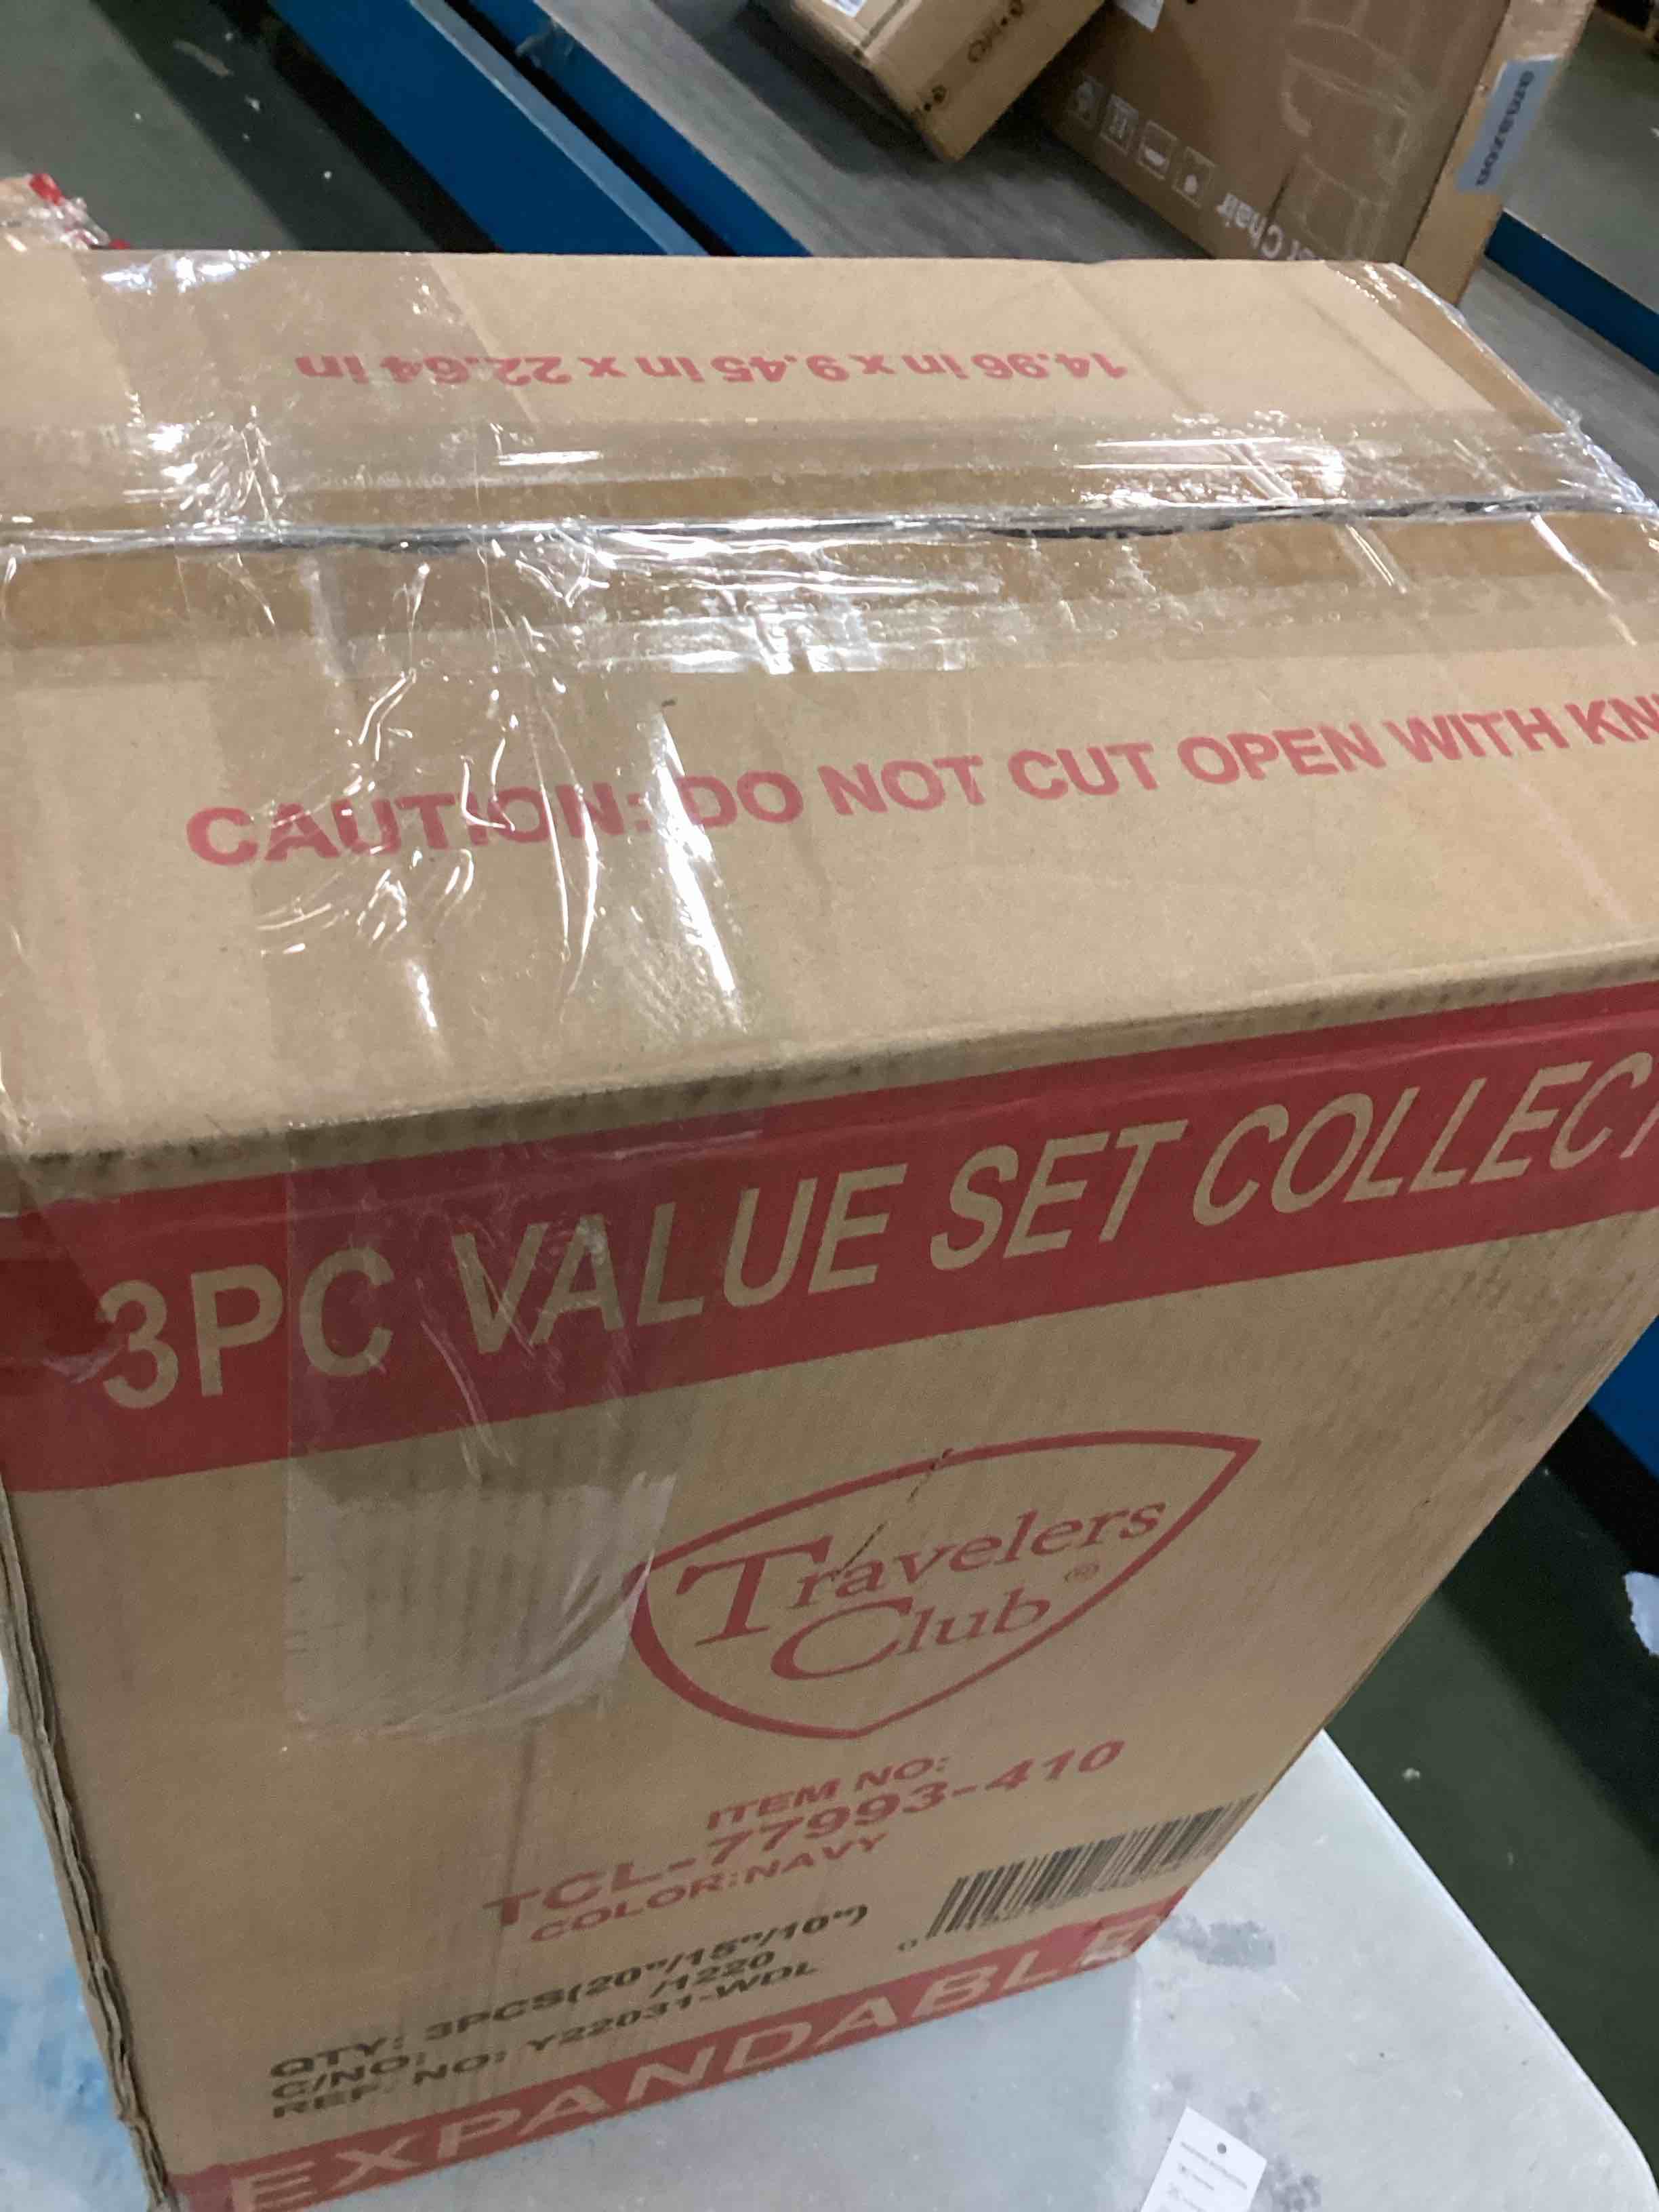 amazon
Chair
14.96 in x 9.45 in x 22.64 in
CAUTION: DO NOT CUT OPEN WITH
3PC VALUE SET
Travelers
Club®
ITEM NO:
TCL-77993-410
COLOR:NAVY
QTY: 3PCS(20"/15"/10")
C/NO: /1220
REF NO: Y22031-WDL
EXPANDABLE